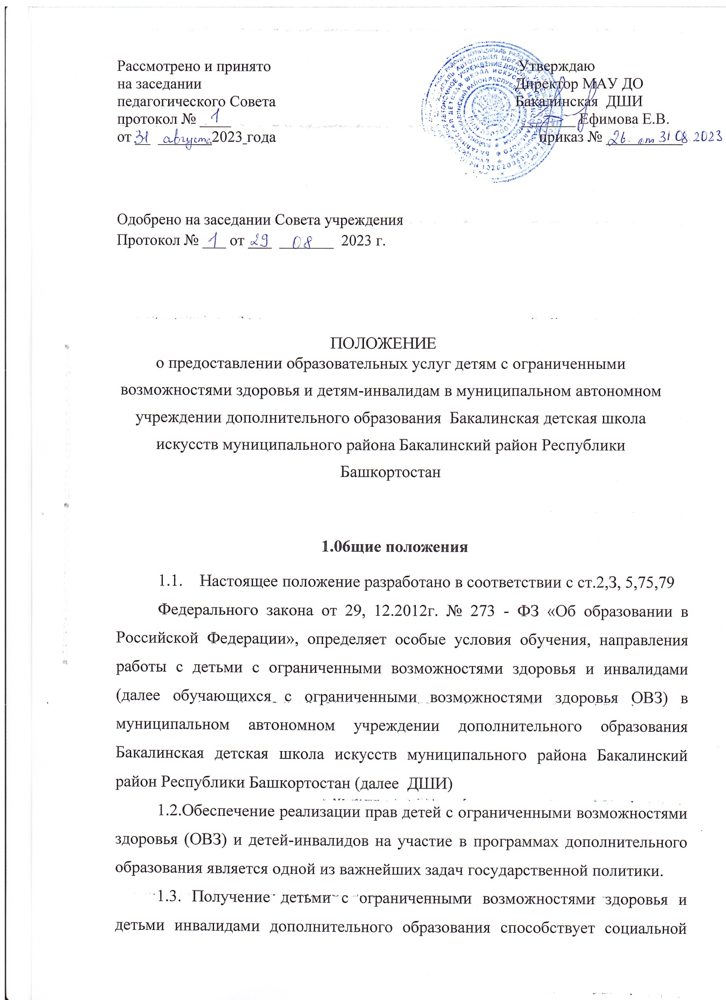 Рассмотрено и принято
на заседании
педагогического Совета
протокол № 1
от 31 августа 2023 года
Утверждаю
Директор МАУ ДО
Бакалинская ДШИ
Ефимова Е.В.
приказ № 26. от 31.08.2023
Одобрено на заседании Совета учреждения
Протокол № 1 от 29 08 2023 г.
ПОЛОЖЕНИЕ
о предоставлении образовательных услуг детям с ограниченными
возможностями здоровья и детям-инвалидам в муниципальном автономном
учреждении дополнительного образования Бакалинская детская школа
искусств муниципального района Бакалинский район Республики
Башкортостан
1.Общие положения
1.1. Настоящее положение разработано в соответствии с ст.2,3, 5,75,79
Федерального закона от 29, 12.2012г. № 273 - ФЗ «Об образовании в
Российской Федерации», определяет особые условия обучения, направления
работы с детьми с ограниченными возможностями здоровья и инвалидами
(далее обучающихся с ограниченными возможностями здоровья ОВЗ) в
муниципальном автономном учреждении дополнительного образования
Бакалинская детская школа искусств муниципального района Бакалинский
район Республики Башкортостан (далее ДШИ)
1.2.Обеспечение реализации прав детей с ограниченными возможностями
здоровья (ОВЗ) и детей-инвалидов на участие в программах дополнительного
образования является одной из важнейших задач государственной политики.
1.3. Получение детьми с ограниченными возможностями здоровья и
детьми инвалидами дополнительного образования способствует социальной